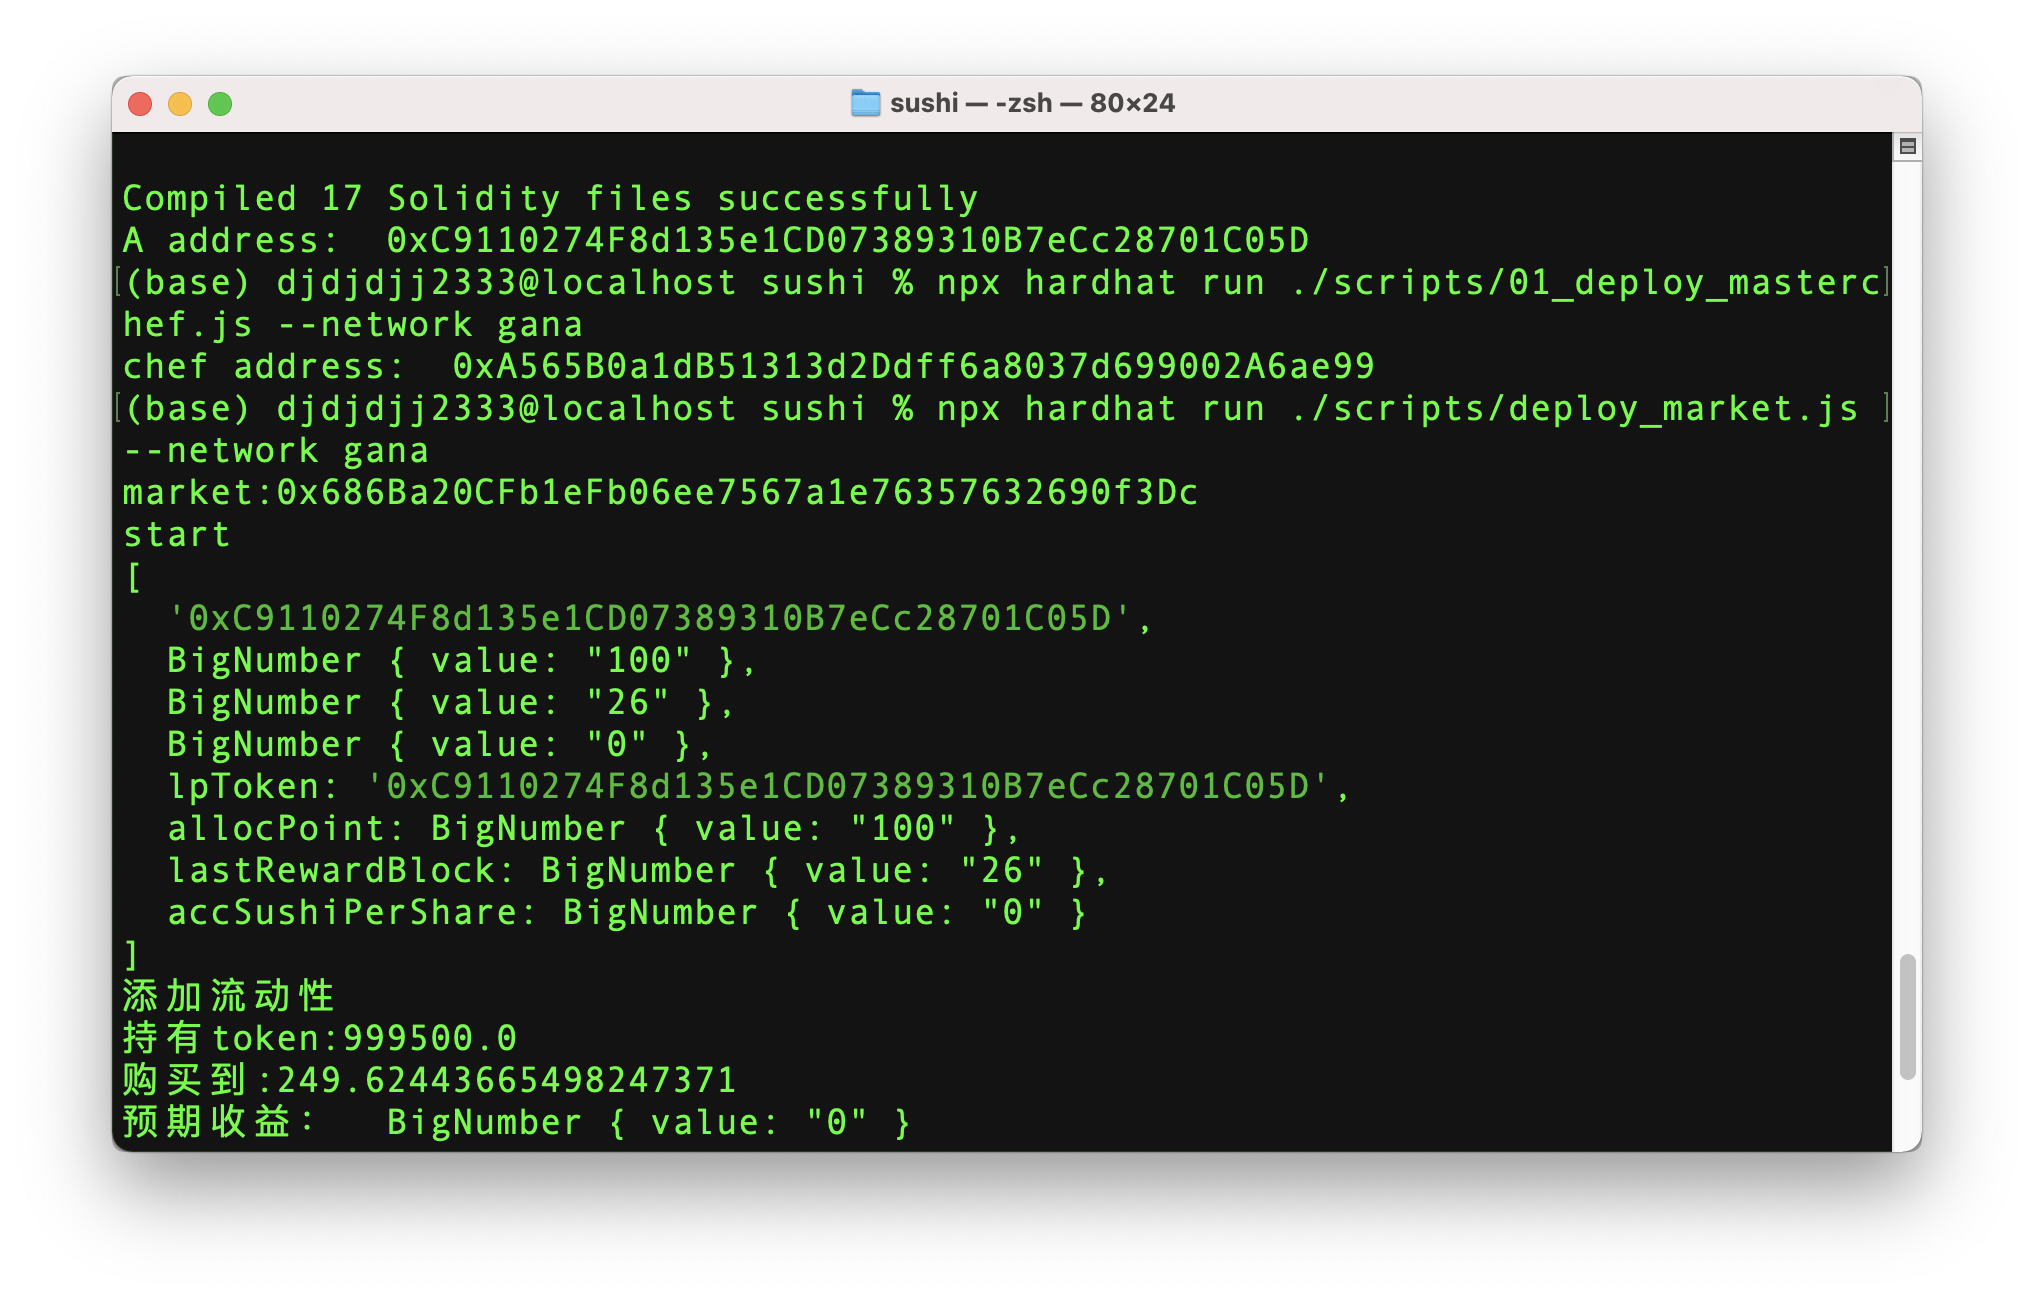 sushi — -zsh — 80×24
Compiled 17 Solidity files successfully
A address:  0xC9110274F8d135e1CD07389310B7eCc28701C05D
[(base) djdjdjj2333@localhost sushi % npx hardhat run ./scripts/01_deploy_masterc]
hef.js --network gana
chef address:  0xA565B0a1dB51313d2Ddff6a8037d699002A6ae99
[(base) djdjdjj2333@localhost sushi % npx hardhat run ./scripts/deploy_market.js ]
--network gana
market:0x686Ba20CFb1eFb06ee7567a1e76357632690f3Dc
start
[
  '0xC9110274F8d135e1CD07389310B7eCc28701C05D',
  BigNumber { value: "100" },
  BigNumber { value: "26" },
  BigNumber { value: "0" },
  lpToken: '0xC9110274F8d135e1CD07389310B7eCc28701C05D',
  allocPoint: BigNumber { value: "100" },
  lastRewardBlock: BigNumber { value: "26" },
  accSushiPerShare: BigNumber { value: "0" }
]
添加流动性
持有token:999500.0
购买到:249.62443665498247371
预期收益:   BigNumber { value: "0" }